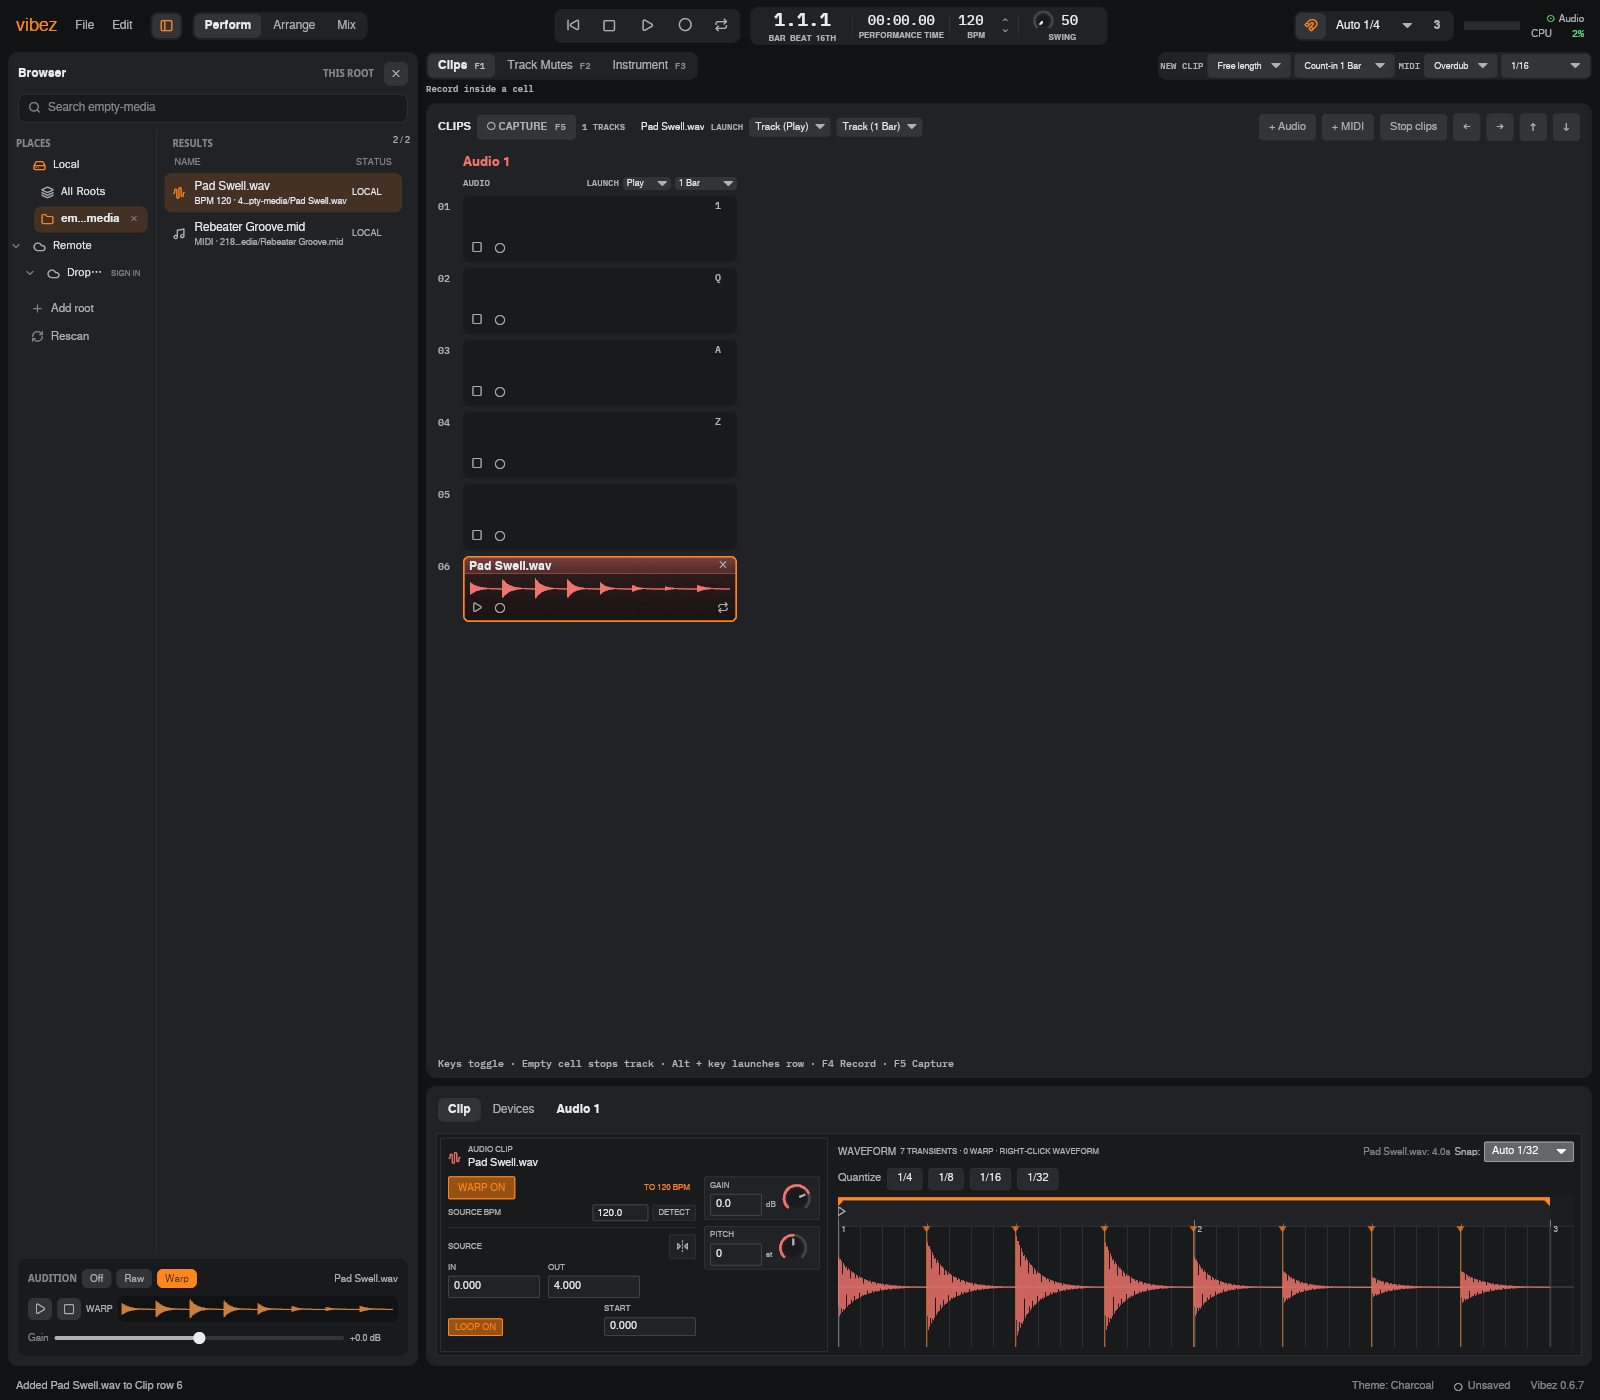 vibez File Edit Perform Arrange Mix 1.1.1 00:00.00 120 50 Auto 1/4 3 Audio
BAR BEAT 16TH PERFORMANCE TIME BPM SWING CPU 2%
Browser THIS ROOT
Search empty-media
PLACES
Local
All Roots
em...media
Remote
Drop··· SIGN IN
Add root
Rescan
RESULTS 2 / 2
NAME STATUS
Pad Swell.wav LOCAL
BPM 120 · 4...pty-media/Pad Swell.wav
Rebeater Groove.mid LOCAL
MIDI · 218...edia/Rebeater Groove.mid
AUDITION Off Raw Warp Pad Swell.wav
WARP
Gain +0.0 dB
Clips F1 Track Mutes F2 Instrument F3 NEW CLIP Free length Count-in 1 Bar MIDI Overdub 1/16
Record inside a cell
CLIPS CAPTURE F5 1 TRACKS Pad Swell.wav LAUNCH Track (Play) Track (1 Bar) + Audio + MIDI Stop clips ← → ↑ ↓
Audio 1
AUDIO LAUNCH Play 1 Bar
01 1
02 Q
03 A
04 Z
05
06 Pad Swell.wav
Keys toggle · Empty cell stops track · Alt + key launches row · F4 Record · F5 Capture
Clip Devices Audio 1
AUDIO CLIP
Pad Swell.wav
WARP ON TO 120 BPM
SOURCE BPM 120.0 DETECT
SOURCE
IN OUT
0.000 4.000
START
LOOP ON 0.000
GAIN
0.0 dB
PITCH
0 st
WAVEFORM 7 TRANSIENTS · 0 WARP · RIGHT-CLICK WAVEFORM Pad Swell.wav: 4.0s Snap: Auto 1/32
Quantize 1/4 1/8 1/16 1/32
1 2 3
Added Pad Swell.wav to Clip row 6 Theme: Charcoal Unsaved Vibez 0.6.7